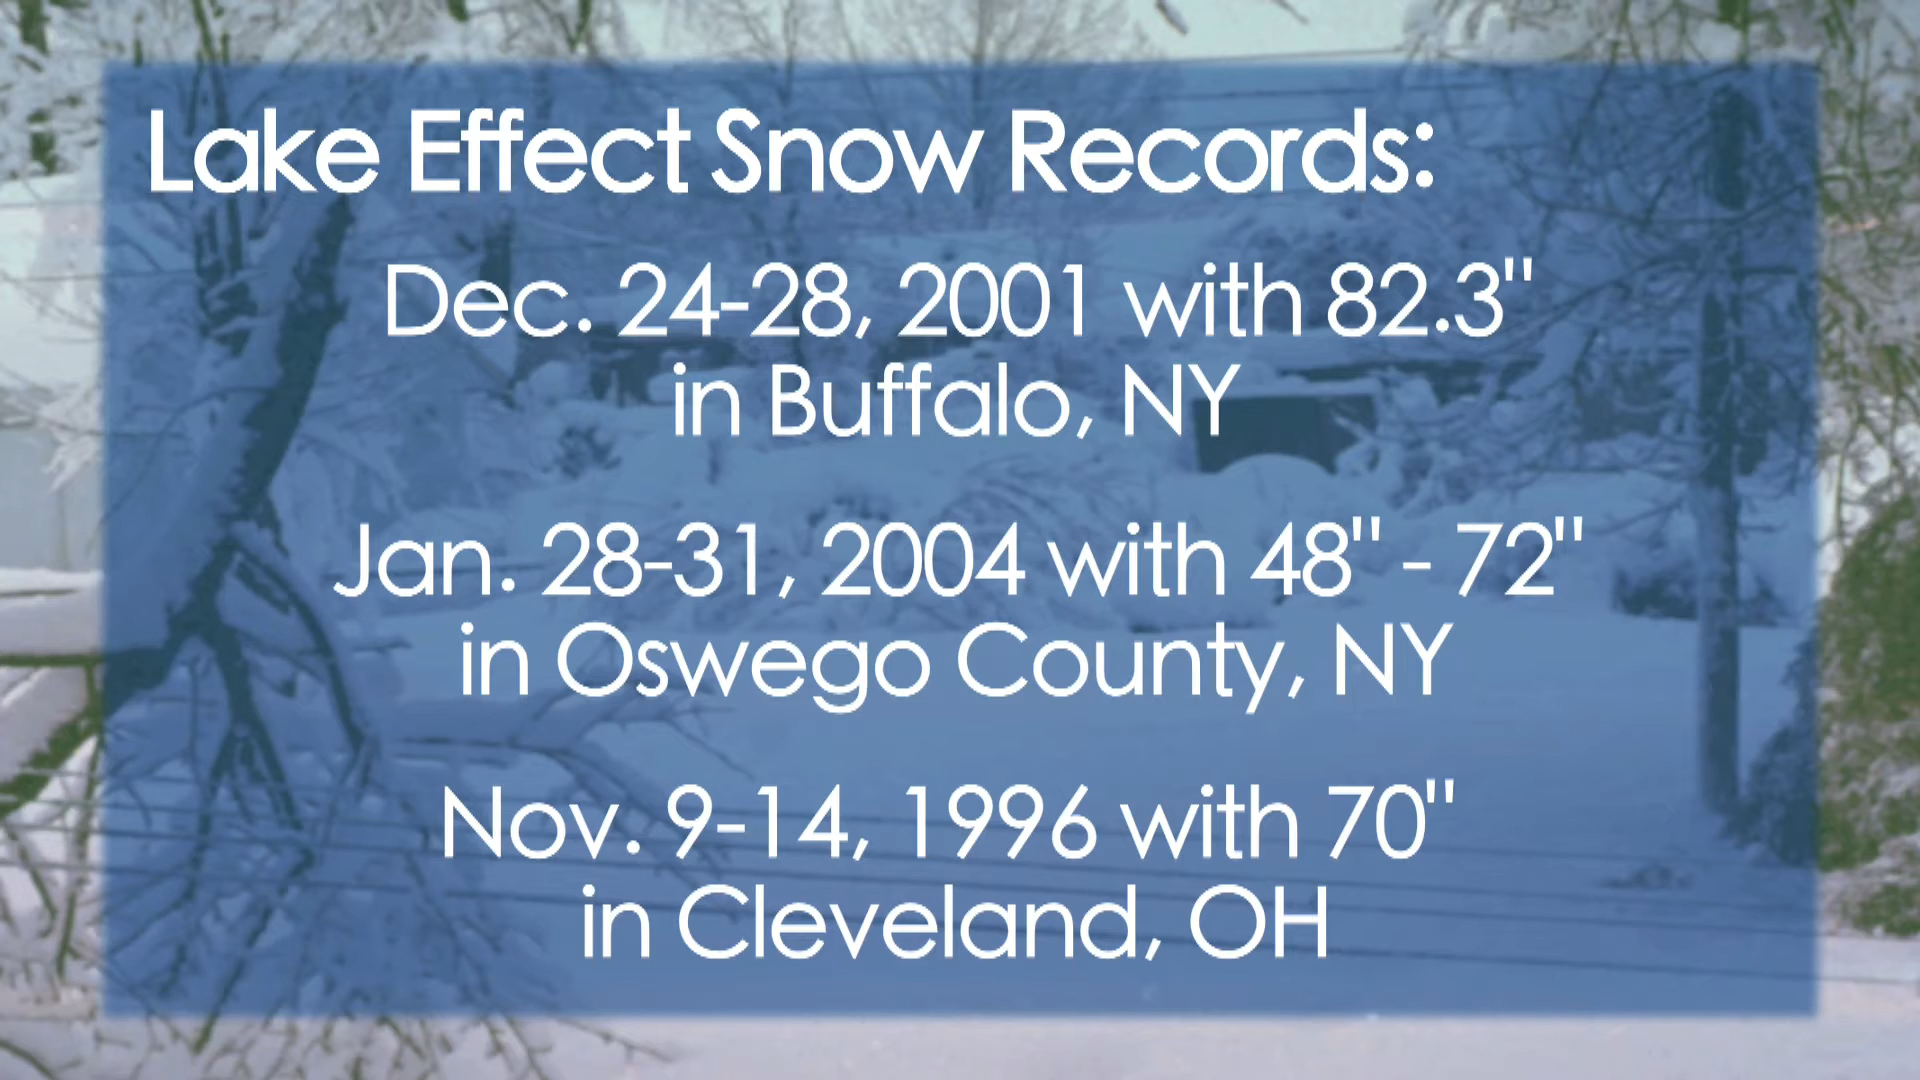 Lake Effect Snow Records:
Dec. 24-28, 2001 with 82.3"
in Buffalo, NY
Jan. 28-31, 2004 with 48" - 72"
in Oswego County, NY
Nov. 9-14, 1996 with 70"
in Cleveland, OH